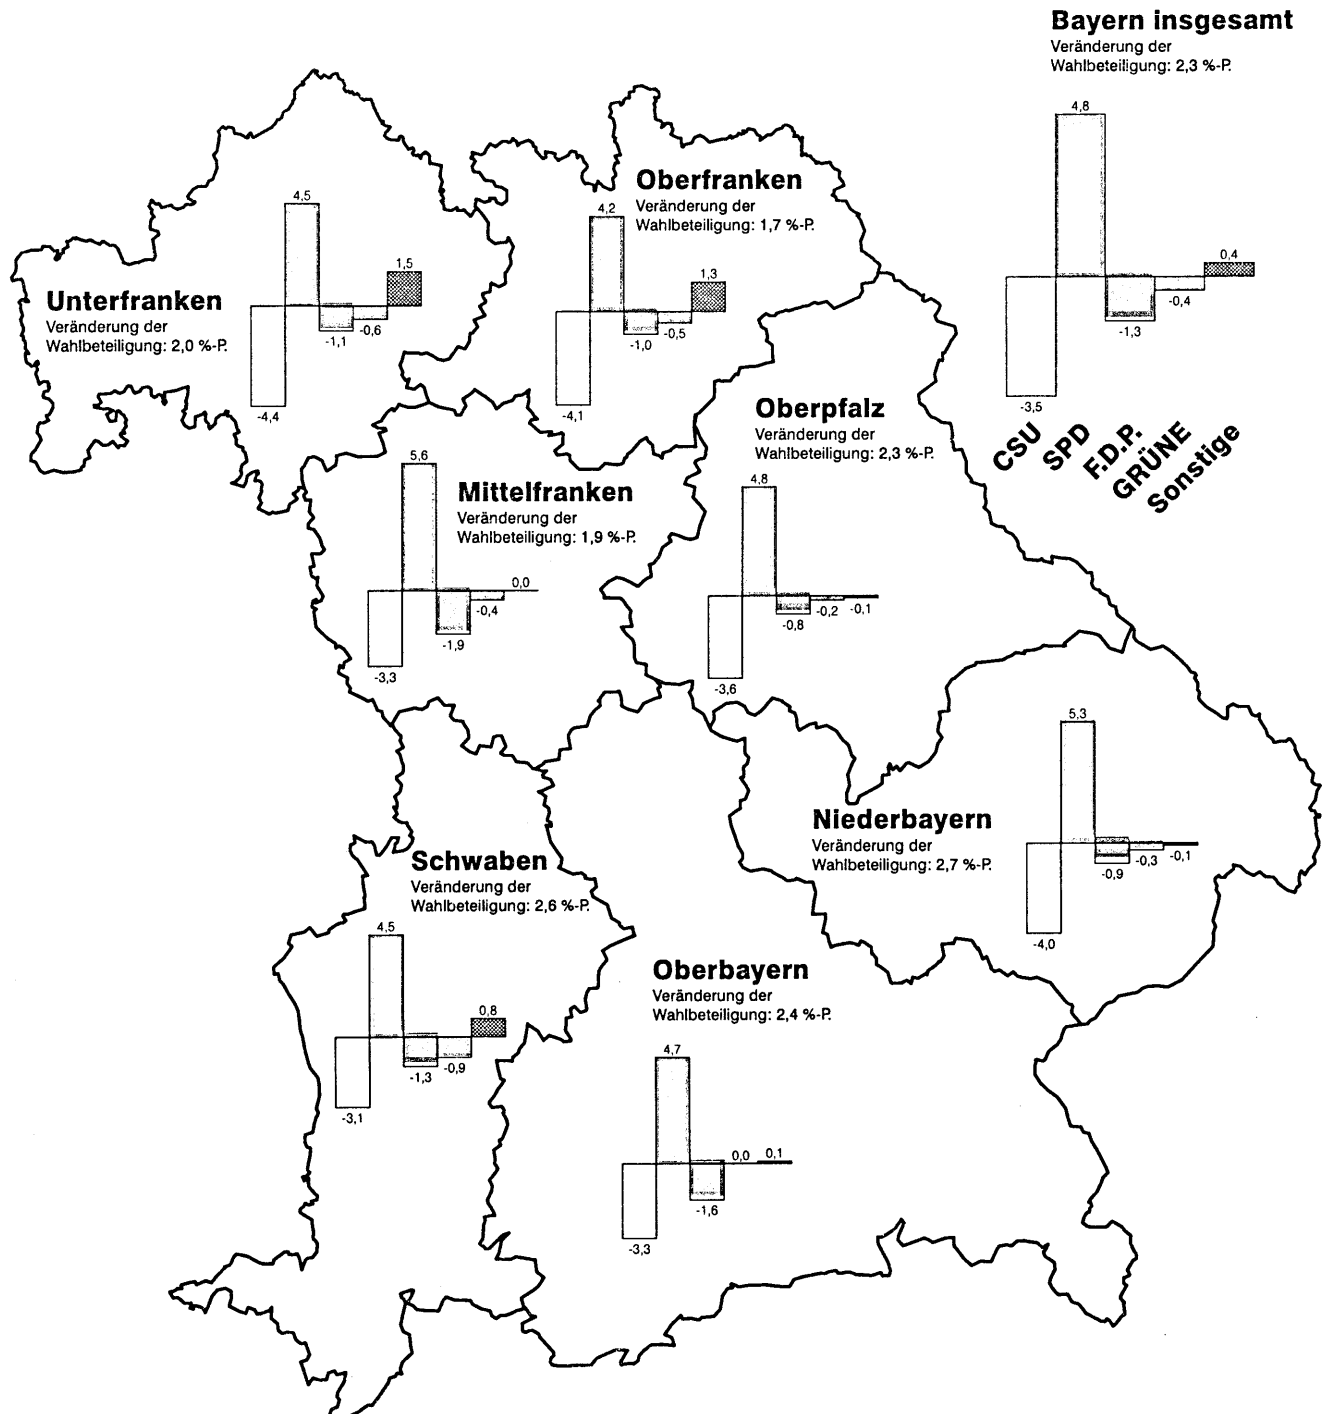 Bayern insgesamt
Veränderung der
Wahlbeteiligung: 2,3 %-P.
4,8
0,4
-0,4
-1,3
-3,5
CSU
SPD
F.D.P.
GRÜNE
Sonstige
Oberfranken
Veränderung der
Wahlbeteiligung: 1,7 %-P.
4,2
1,3
-0,5
-1,0
-4,1
Unterfranken
Veränderung der
Wahlbeteiligung: 2,0 %-P.
4,5
1,5
-0,6
-1,1
-4,4
Oberpfalz
Veränderung der
Wahlbeteiligung: 2,3 %-P.
4,8
-0,2
-0,1
-0,8
-3,6
Mittelfranken
Veränderung der
Wahlbeteiligung: 1,9 %-P.
5,6
0,0
-0,4
-1,9
-3,3
Niederbayern
Veränderung der
Wahlbeteiligung: 2,7 %-P.
5,3
-0,3
-0,1
-0,9
-4,0
Schwaben
Veränderung der
Wahlbeteiligung: 2,6 %-P.
4,5
0,8
-0,9
-1,3
-3,1
Oberbayern
Veränderung der
Wahlbeteiligung: 2,4 %-P.
4,7
0,0
0,1
-1,6
-3,3